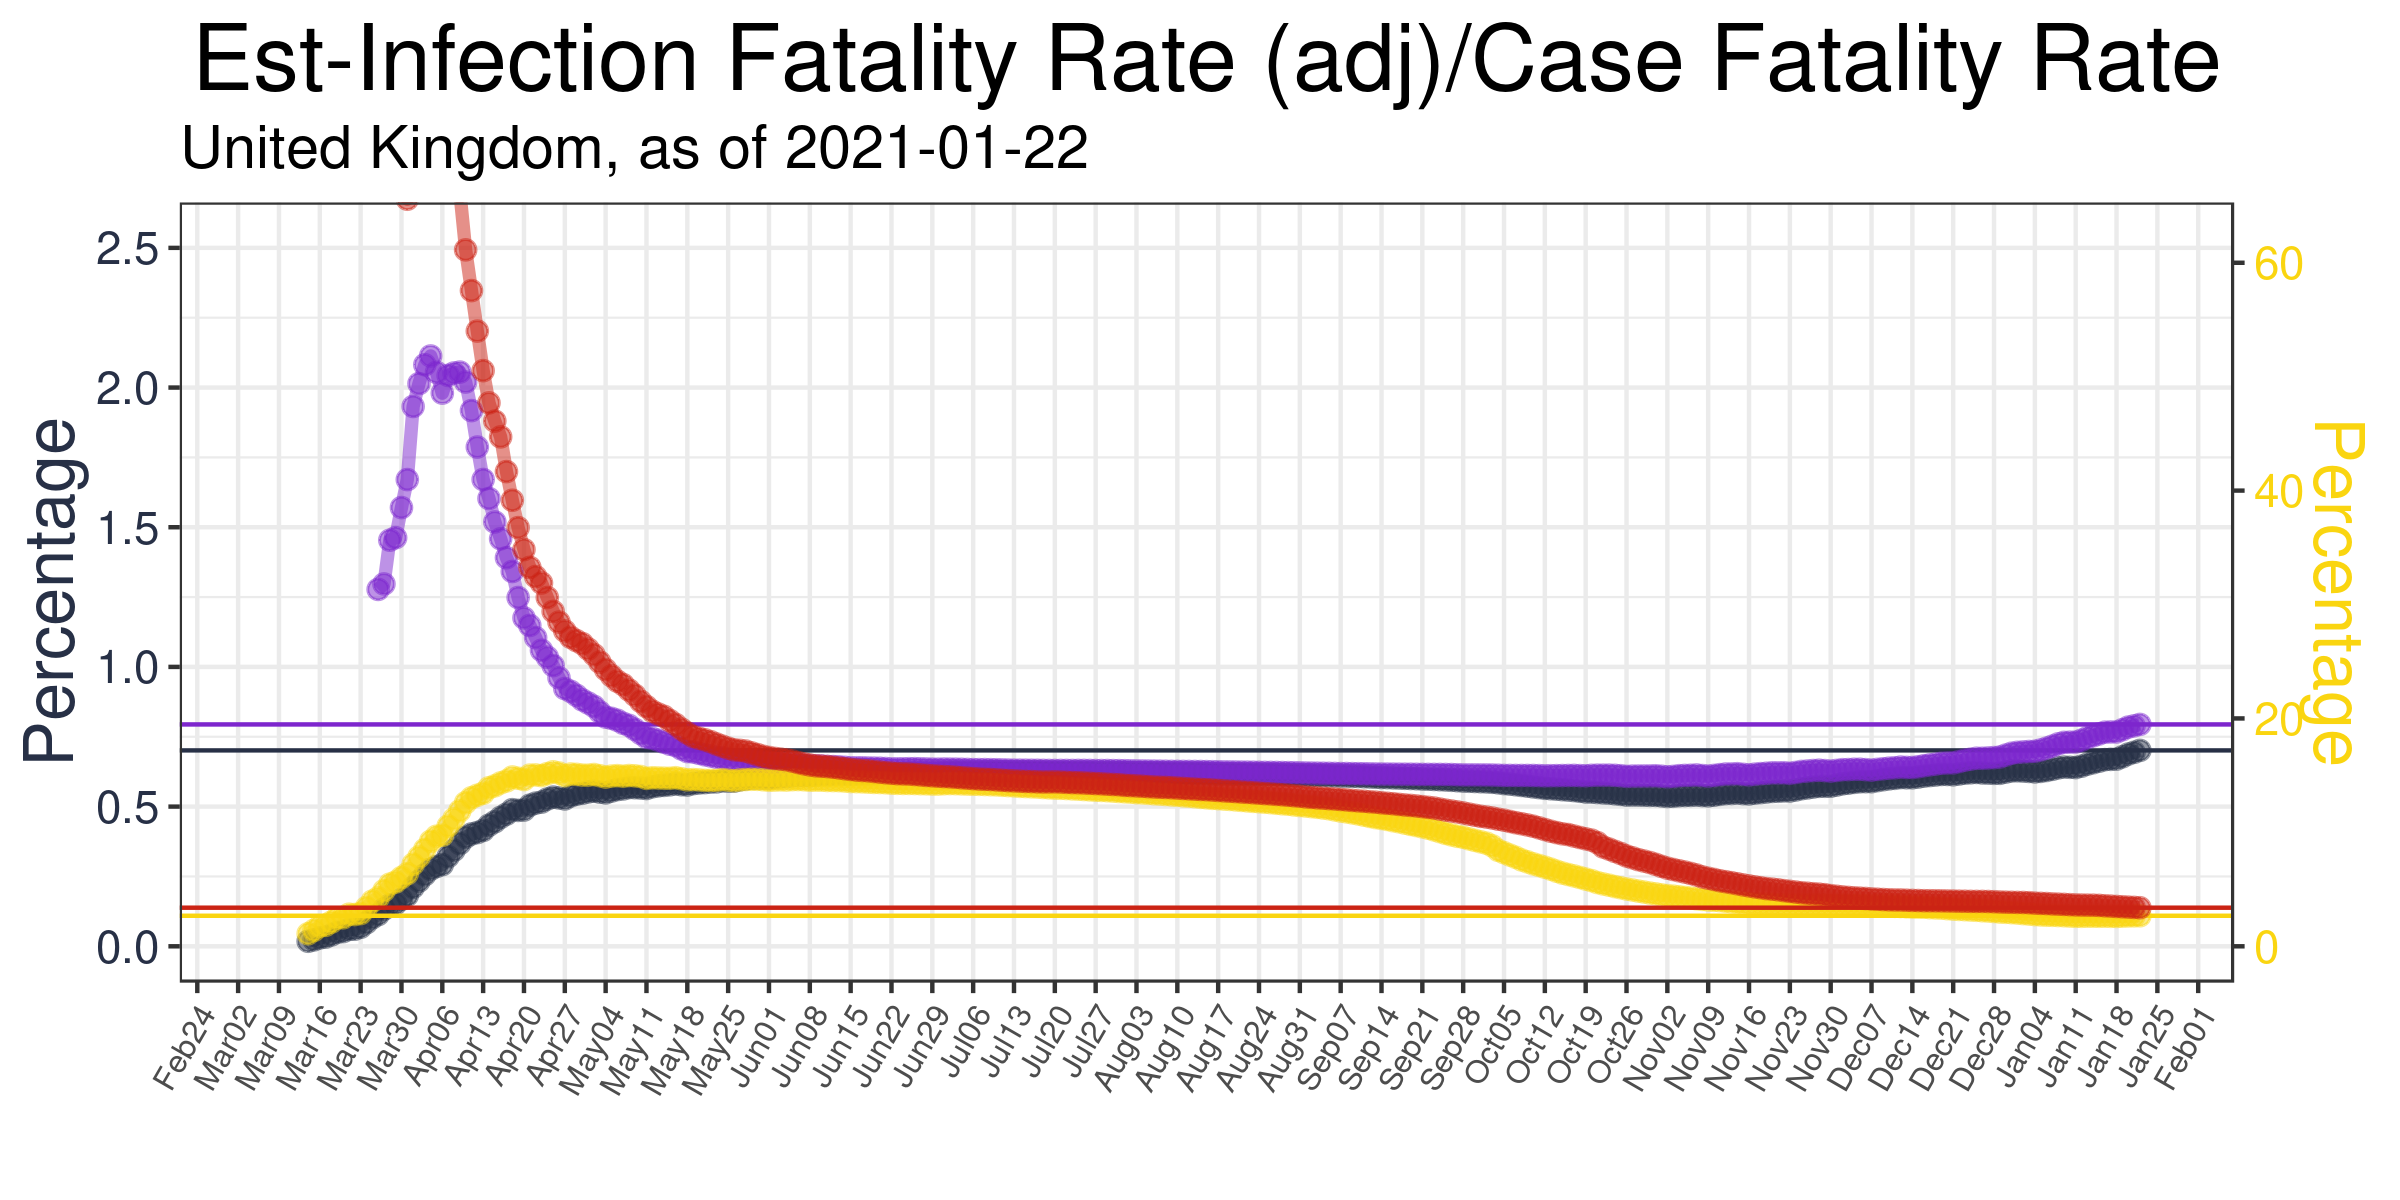 Est-Infection Fatality Rate (adj)/Case Fatality Rate
United Kingdom, as of 2021-01-22
Percentage
2.5
2.0
1.5
1.0
0.5
0.0
60
40
20
0
Percentage
Feb24 Mar02 Mar09 Mar16 Mar23 Mar30 Apr06 Apr13 Apr20 Apr27 May04 May11 May18 May25 Jun01 Jun08 Jun15 Jun22 Jun29 Jul06 Jul13 Jul20 Jul27 Aug03 Aug10 Aug17 Aug24 Aug31 Sep07 Sep14 Sep21 Sep28 Oct05 Oct12 Oct19 Oct26 Nov02 Nov09 Nov16 Nov23 Nov30 Dec07 Dec14 Dec21 Dec28 Jan04 Jan11 Jan18 Jan25 Feb01